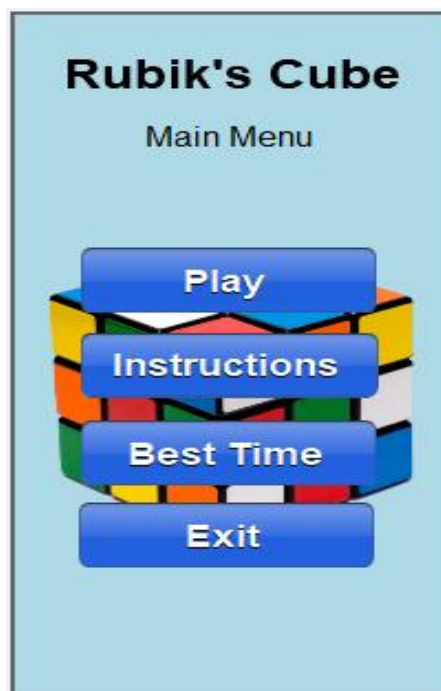 Rubik's Cube
Main Menu
Play
Instructions
Best Time
Exit